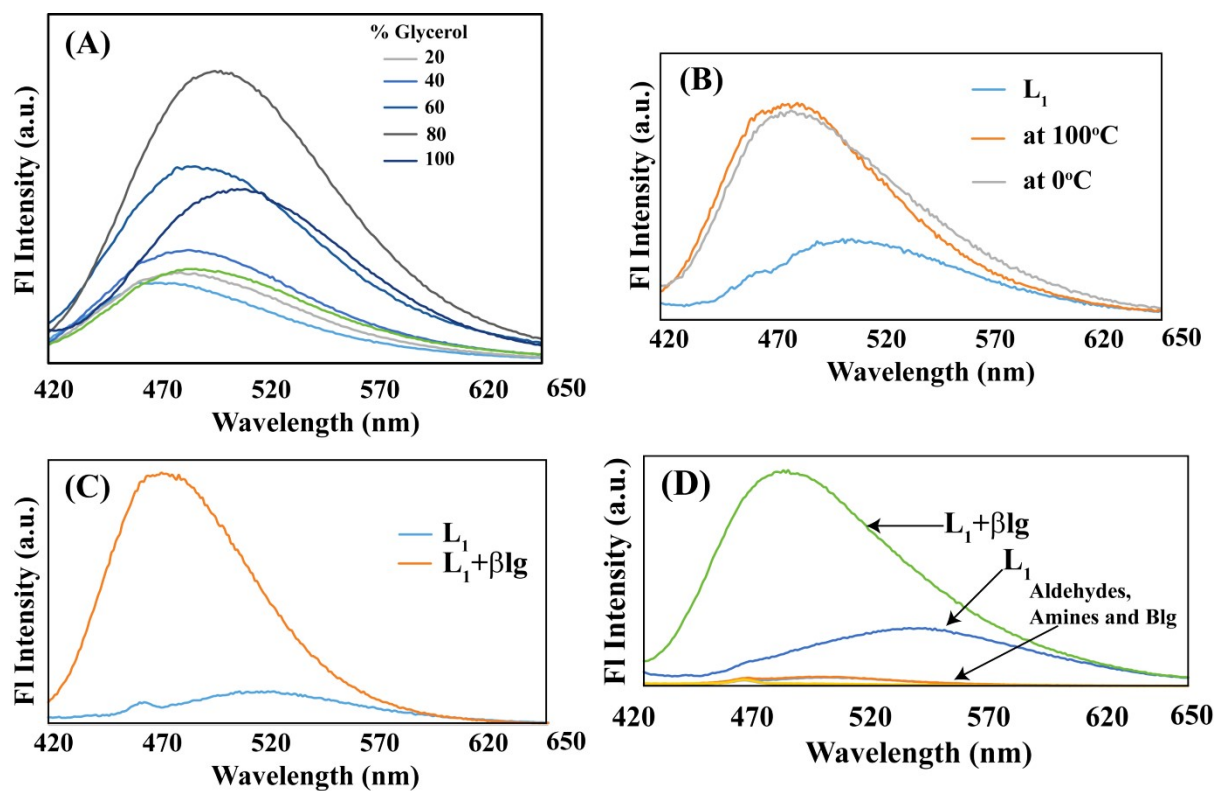 (A)
% Glycerol
20
40
60
80
100
Fl Intensity (a.u.)
420 470 520 570 620 650
Wavelength (nm)
(B)
L₁
at 100°C
at 0°C
Fl Intensity (a.u.)
420 470 520 570 620 650
Wavelength (nm)
(C)
L₁
L₁+βlg
Fl Intensity (a.u.)
420 470 520 570 620 650
Wavelength (nm)
(D)
L₁+βlg
L₁
Aldehydes,
Amines and Blg
Fl Intensity (a.u.)
420 470 520 570 620 650
Wavelength (nm)